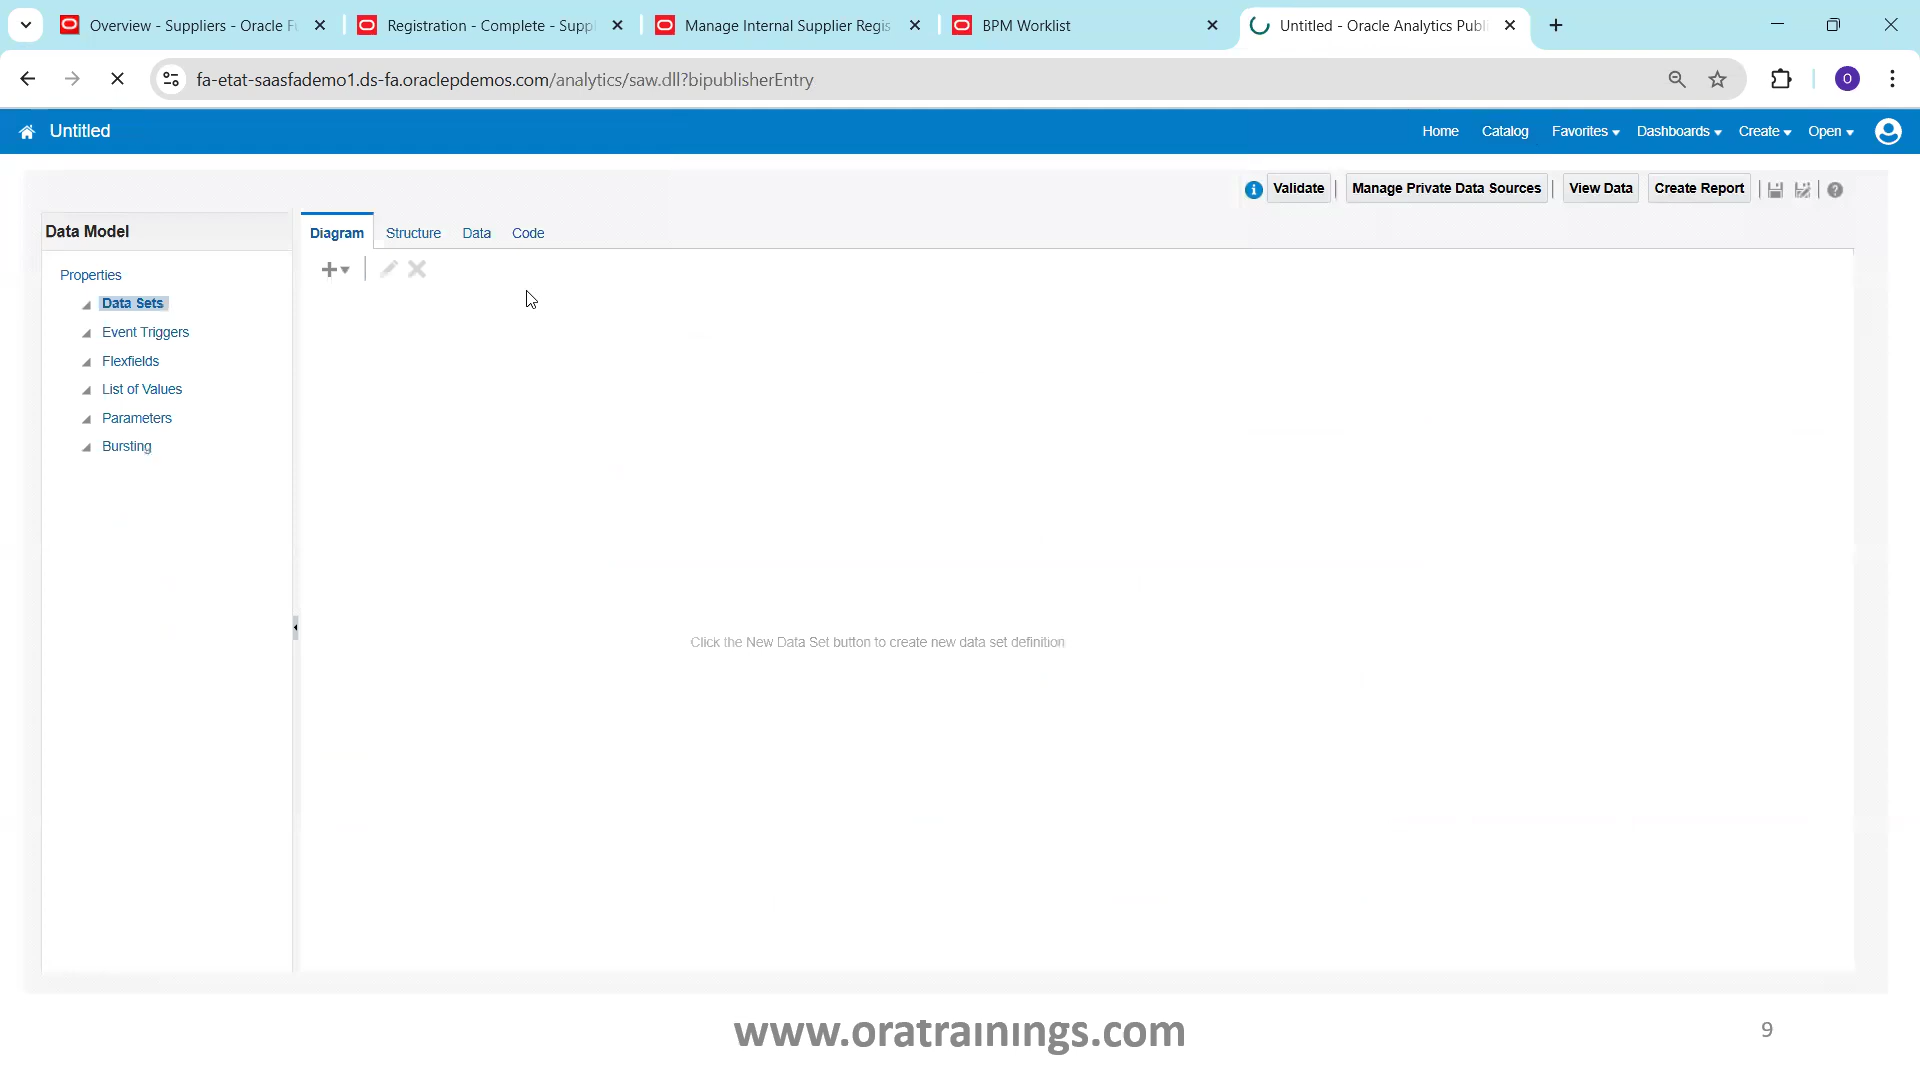 Overview - Suppliers - Oracle Fu
Registration - Complete - Suppl
Manage Internal Supplier Regis
BPM Worklist
Untitled - Oracle Analytics Publi
fa-etat-saasfademo1.ds-fa.oraclepdemos.com/analytics/saw.dll?bipublisherEntry
O
Untitled
Home
Catalog
Favorites
Dashboards
Create
Open
Validate
Manage Private Data Sources
View Data
Create Report
Data Model
Diagram
Structure
Data
Code
Properties
Data Sets
Event Triggers
Flexfields
List of Values
Parameters
Bursting
Click the New Data Set button to create new data set definition
www.oratrainings.com
9